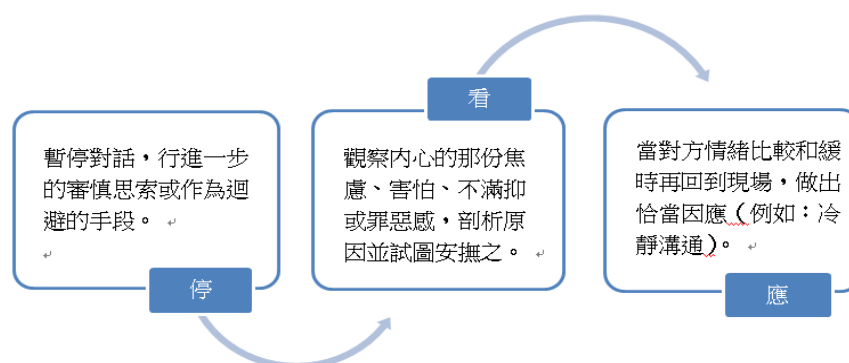 暫停對話，行進一步
的審慎思索或作為迴
避的手段。
停
看
觀察內心的那份焦
慮、害怕、不滿抑
或罪惡感，剖析原
因並試圖安撫之。
當對方情緒比較和緩
時再回到現場，做出
恰當因應（例如：冷
靜溝通）。
應